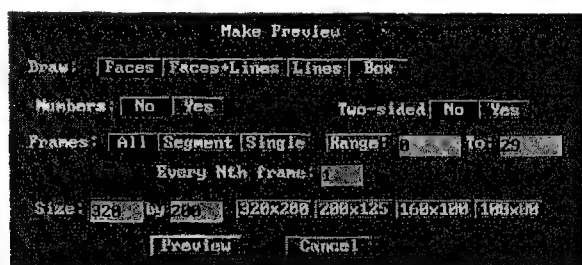 Make Preview
Draw: Faces Faces+Lines Lines Box
Numbers: No Yes Two-sided No Yes
Frames: All Segment Single Range: 0 To: 29
Every Nth frame: 1
Size: 320 by 200 320x200 200x125 160x100 100x80
Preview Cancel